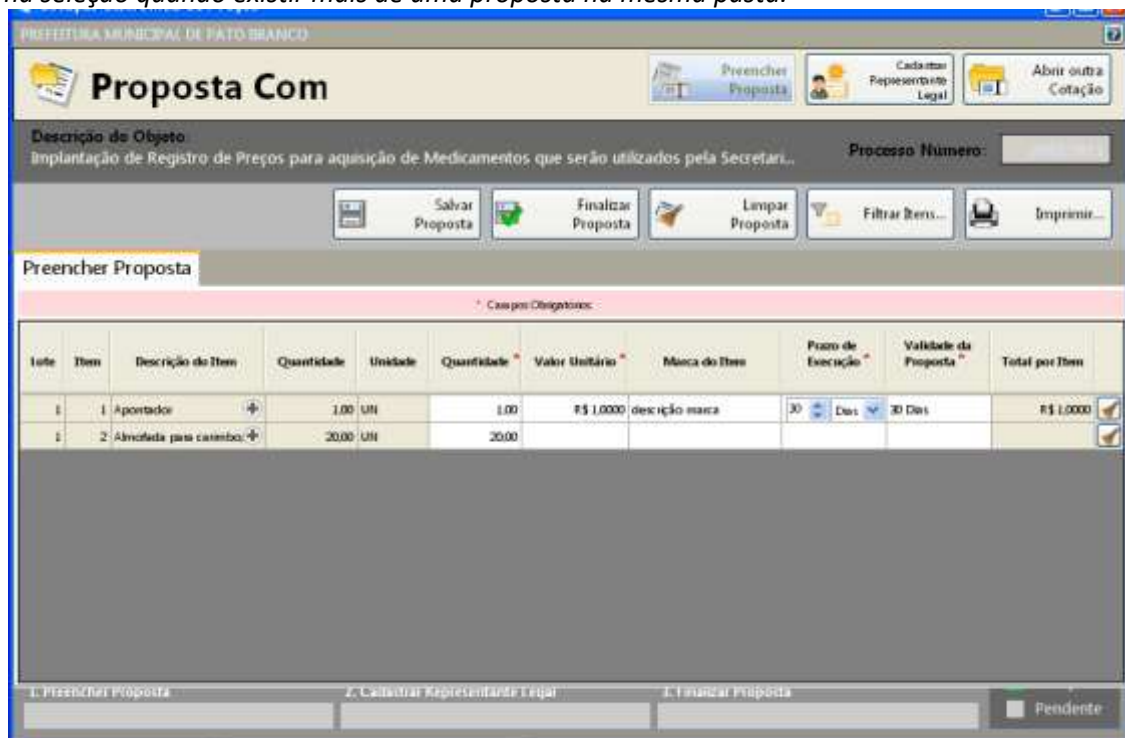 na seleção quando existir mais de uma proposta na mesma pasta.
PREFEITURA MUNICIPAL DE PATO BRANCO
Proposta Com
Preencher
Proposta
Cadastrar
Representante
Legal
Abrir outra
Cotação
Descrição do Objeto
Implantação de Registro de Preços para aquisição de Medicamentos que serão utilizados pela Secretari...
Processo Numero:
Salvar
Proposta
Finalizar
Proposta
Limpar
Proposta
Filtrar Itens...
Imprimir...
Preencher Proposta
* Campos Obrigatórios
Lote Item Descrição do Item Quantidade Unidade Quantidade * Valor Unitário * Marca do Item Prazo de Execução * Validade da Proposta * Total por Item
1 1 Apontador 1,00 UN 1,00 R$ 1,0000 descrição marca 30 Dias 30 Dias R$ 1,0000
1 2 Almofada para carimbo. 20,00 UN 20,00
1. Preencher Proposta 2. Cadastrar Representante Legal 3. Finalizar Proposta
Pendente